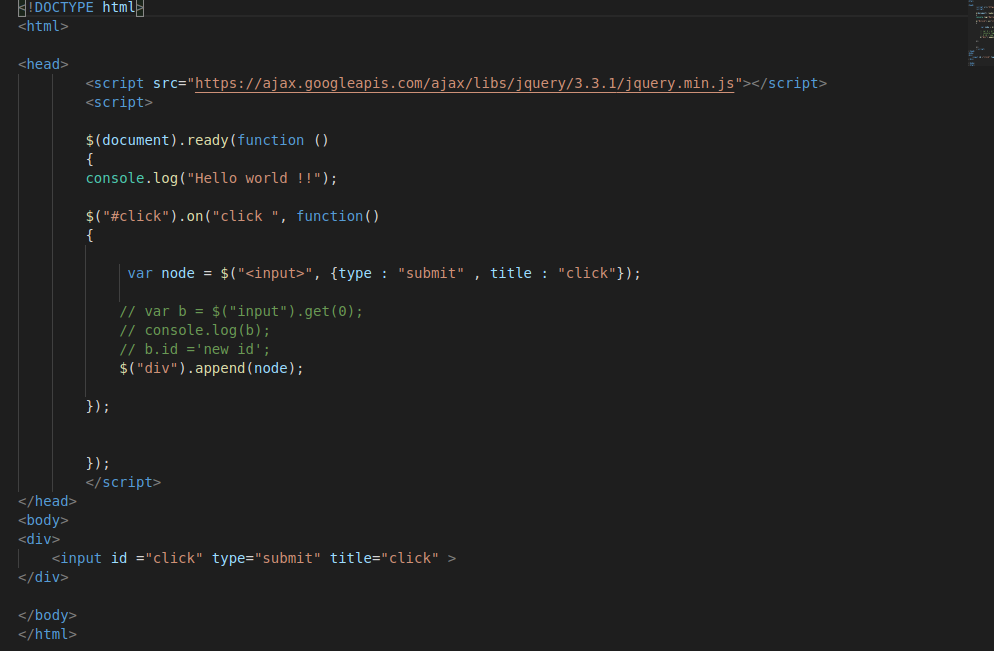 <!DOCTYPE html>
<html>
<head>
<script src="https://ajax.googleapis.com/ajax/libs/jquery/3.3.1/jquery.min.js"></script>
<script>
$(document).ready(function ()
{
console.log("Hello world !!");
$("#click").on("click ", function()
{
var node = $("<input>", {type : "submit" , title : "click"});
// var b = $("input").get(0);
// console.log(b);
// b.id ='new id';
$("div").append(node);
});
});
</script>
</head>
<body>
<div>
<input id ="click" type="submit" title="click" >
</div>
</body>
</html>